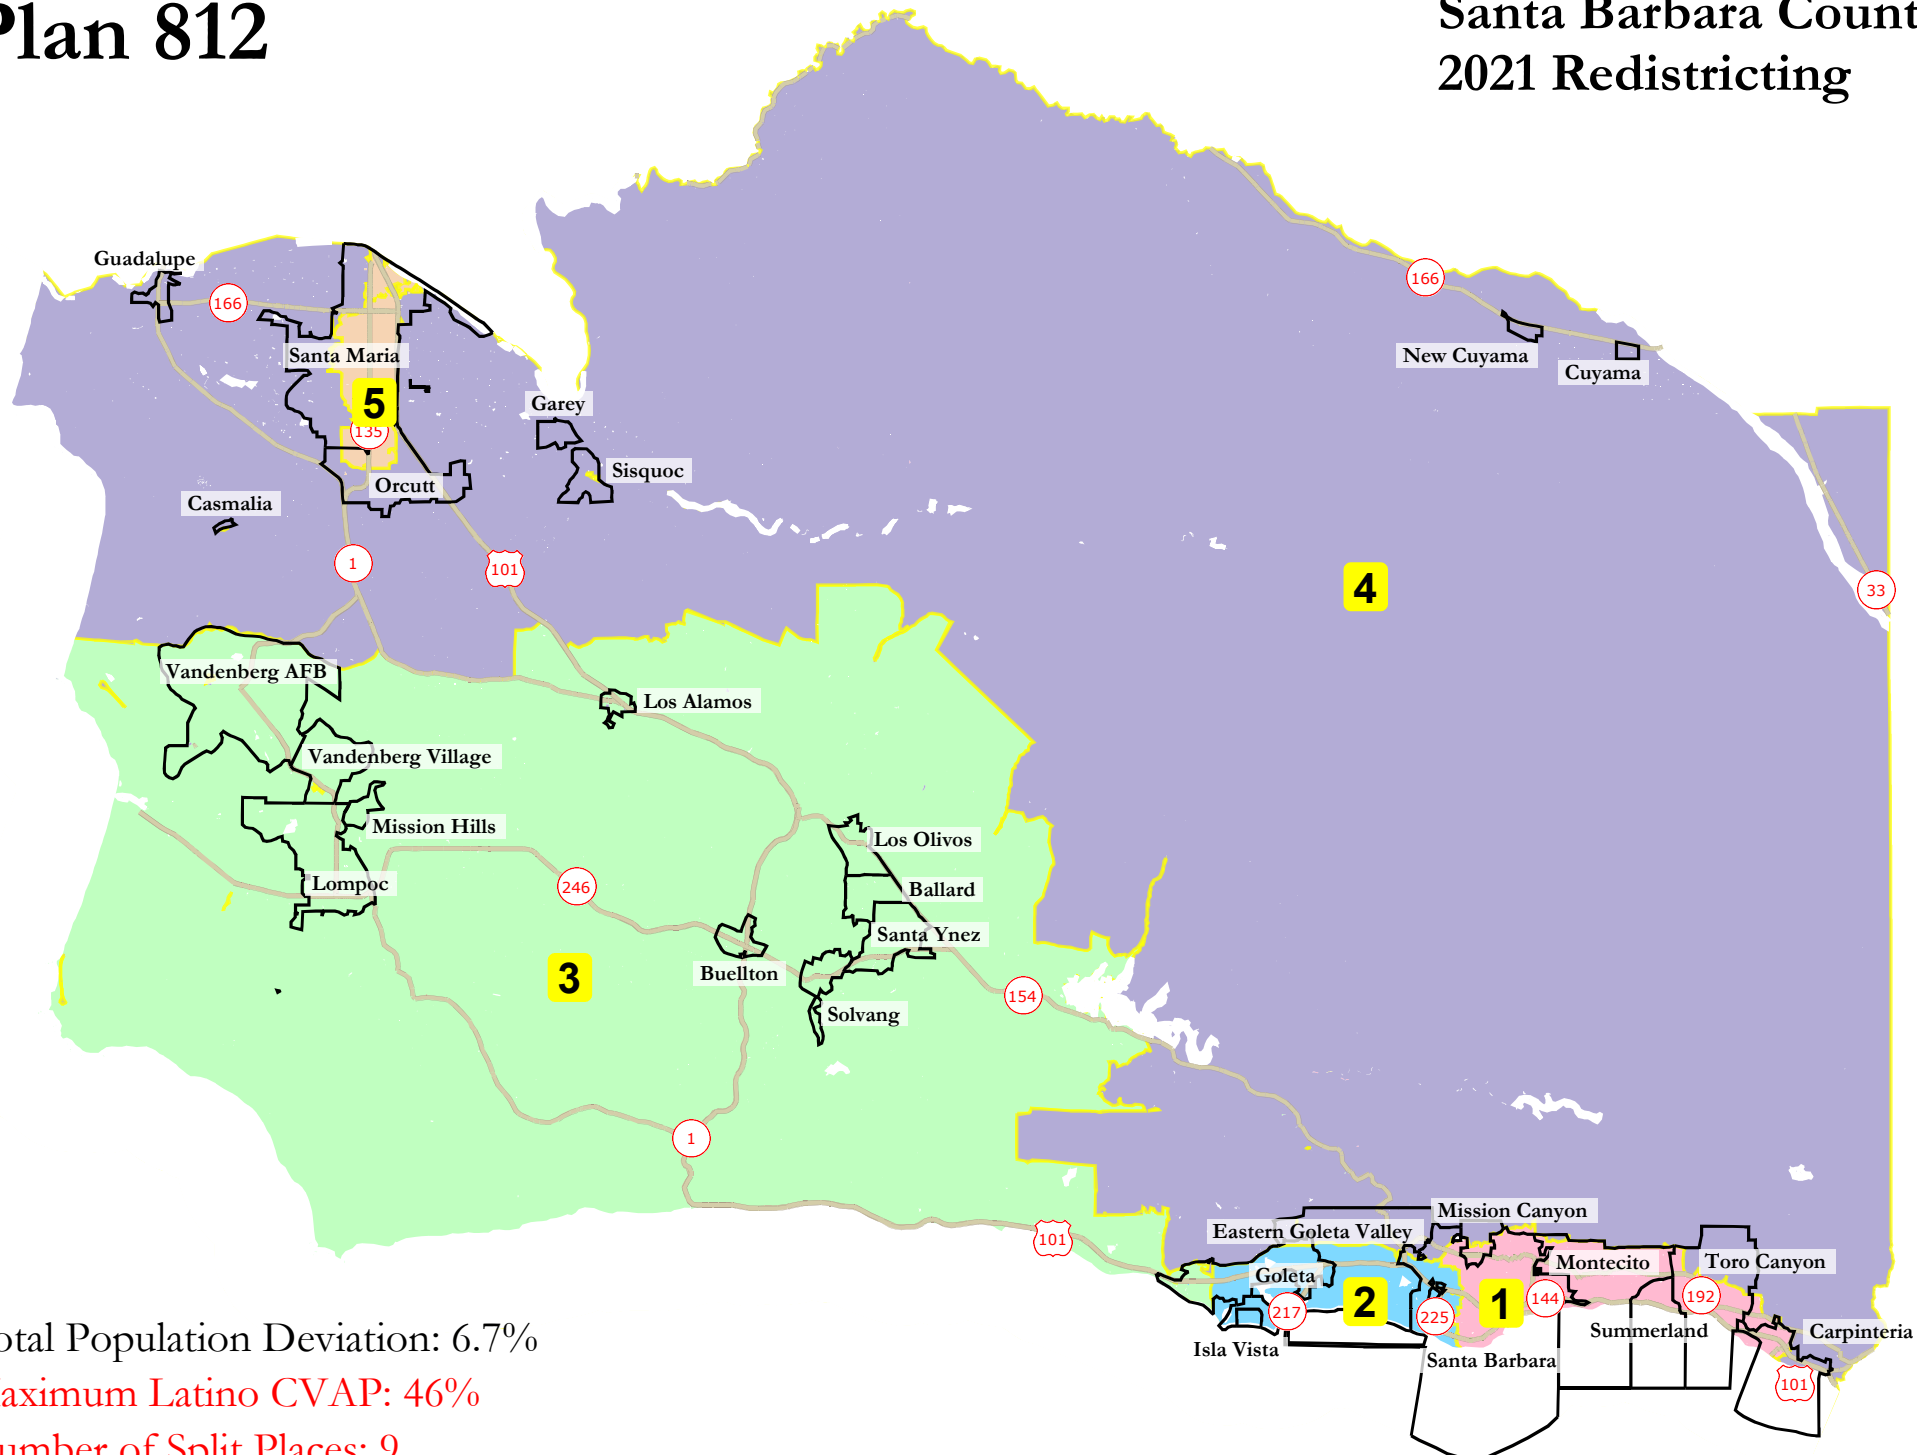 Plan 812
Santa Barbara Count
2021 Redistricting
Guadalupe
166
166
Santa Maria
New Cuyama
Cuyama
5
135
Garey
Sisquoc
Orcutt
Casmalia
1
101
4
33
Vandenberg AFB
Los Alamos
Vandenberg Village
Mission Hills
Los Olivos
Lompoc
246
Ballard
Santa Ynez
3
Buellton
154
Solvang
1
101
Mission Canyon
Eastern Goleta Valley
Montecito
Toro Canyon
Goleta
2
1
144
192
217
225
Summerland
Carpinteria
Isla Vista
Santa Barbara
101
otal Population Deviation: 6.7%
aximum Latino CVAP: 46%
umber of Split Places: 9